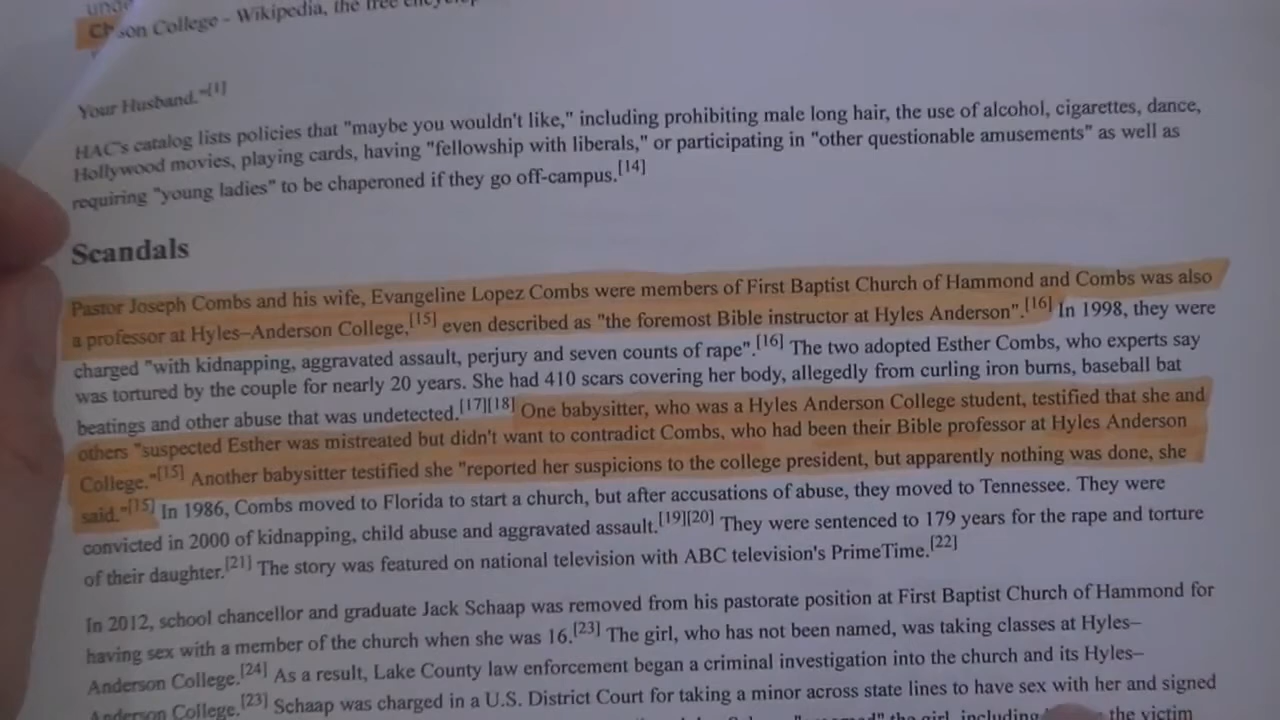 son College - Wikipedia, the free
Your Husband."[1]
HAC's catalog lists policies that "maybe you wouldn't like," including prohibiting male long hair, the use of alcohol, cigarettes, dance,
Hollywood movies, playing cards, having "fellowship with liberals," or participating in "other questionable amusements" as well as
requiring "young ladies" to be chaperoned if they go off-campus.[14]
Scandals
Pastor Joseph Combs and his wife, Evangeline Lopez Combs were members of First Baptist Church of Hammond and Combs was also
a professor at Hyles–Anderson College,[15] even described as "the foremost Bible instructor at Hyles Anderson".[16] In 1998, they were
charged "with kidnapping, aggravated assault, perjury and seven counts of rape".[16] The two adopted Esther Combs, who experts say
was tortured by the couple for nearly 20 years. She had 410 scars covering her body, allegedly from curling iron burns, baseball bat
beatings and other abuse that was undetected.[17][18] One babysitter, who was a Hyles Anderson College student, testified that she and
others "suspected Esther was mistreated but didn't want to contradict Combs, who had been their Bible professor at Hyles Anderson
College."[15] Another babysitter testified she "reported her suspicions to the college president, but apparently nothing was done, she
said."[15] In 1986, Combs moved to Florida to start a church, but after accusations of abuse, they moved to Tennessee. They were
convicted in 2000 of kidnapping, child abuse and aggravated assault.[19][20] They were sentenced to 179 years for the rape and torture
of their daughter.[21] The story was featured on national television with ABC television's PrimeTime.[22]
In 2012, school chancellor and graduate Jack Schaap was removed from his pastorate position at First Baptist Church of Hammond for
having sex with a member of the church when she was 16.[23] The girl, who has not been named, was taking classes at Hyles–
Anderson College.[24] As a result, Lake County law enforcement began a criminal investigation into the church and its Hyles–
Anderson College.[23] Schaap was charged in a U.S. District Court for taking a minor across state lines to have sex with her and signed
the girl, including the victim